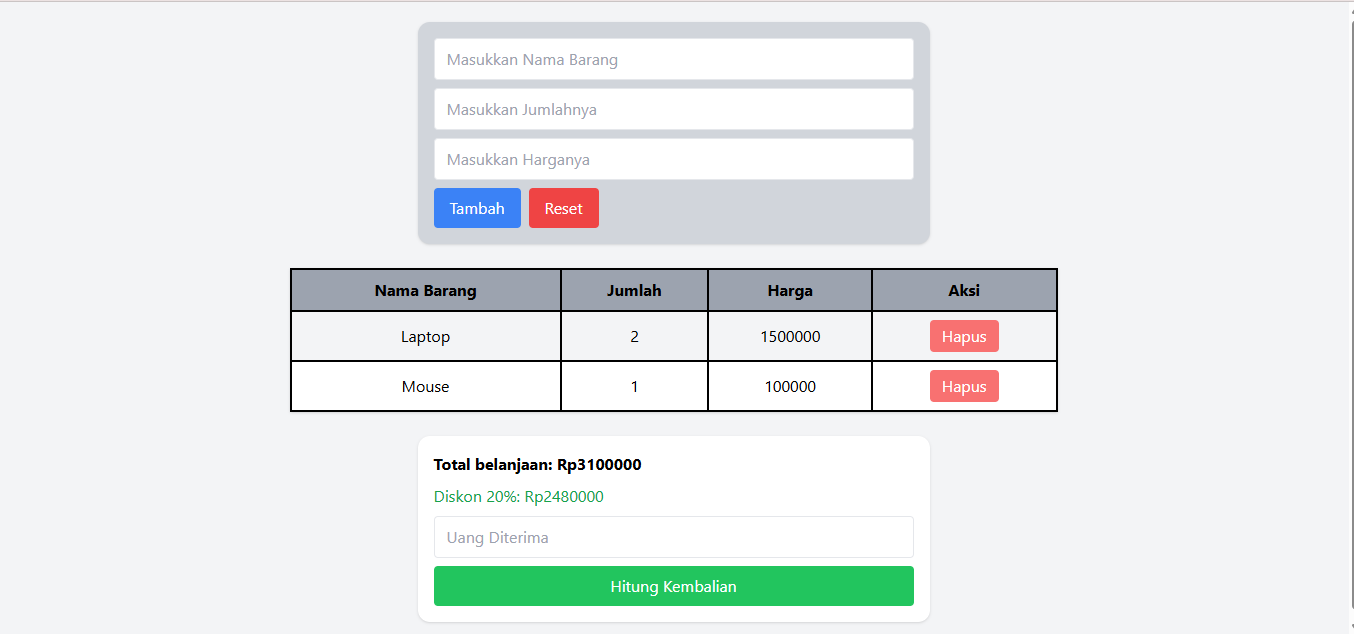 Masukkan Nama Barang
Masukkan Jumlahnya
Masukkan Harganya
Tambah Reset
Nama Barang Jumlah Harga Aksi
Laptop 2 1500000 Hapus
Mouse 1 100000 Hapus
Total belanjaan: Rp3100000
Diskon 20%: Rp2480000
Uang Diterima
Hitung Kembalian